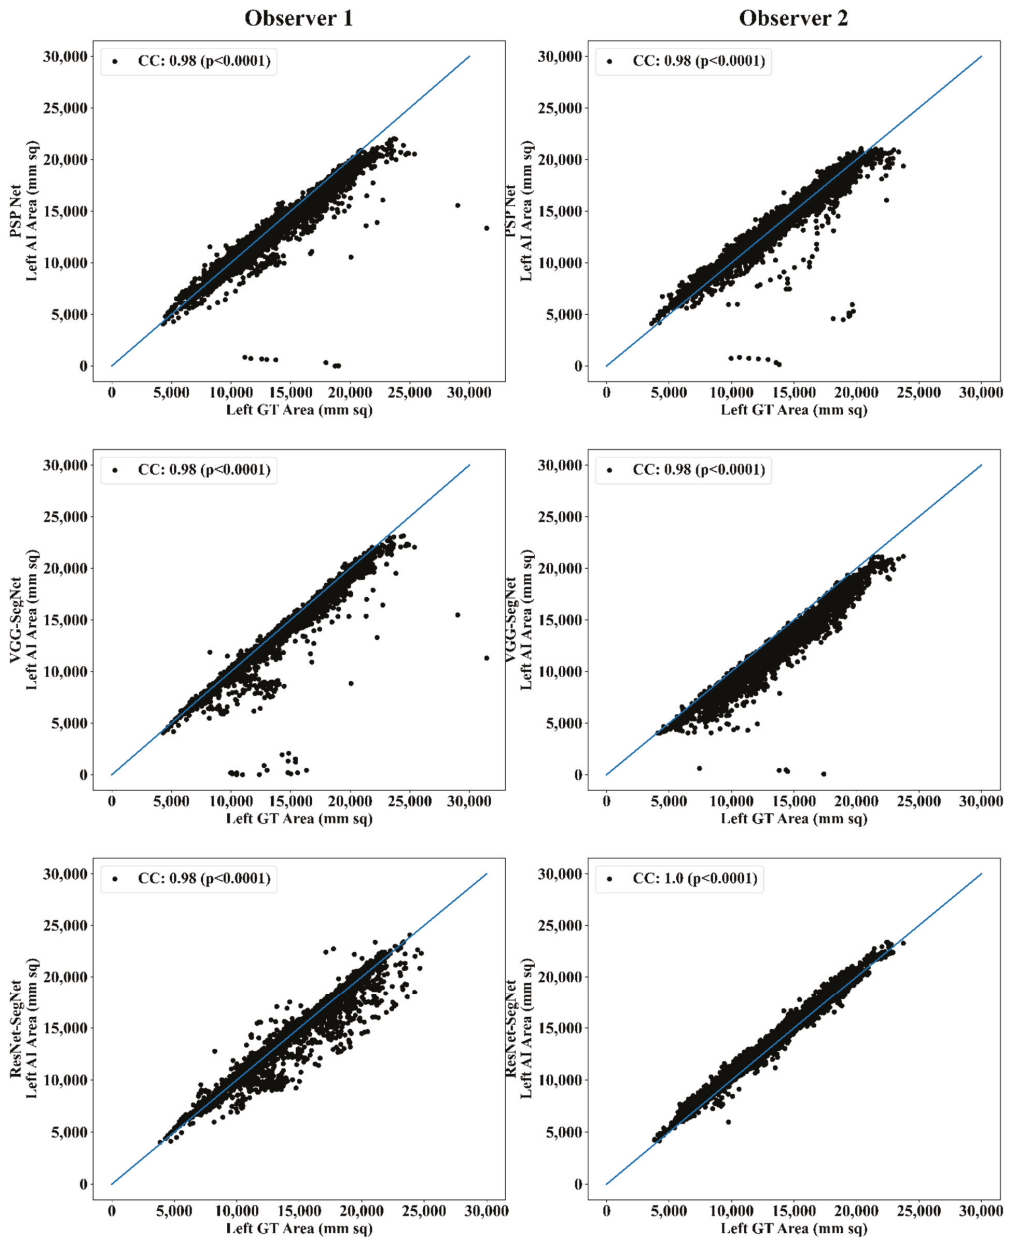 Observer 1
Observer 2
CC: 0.98 (p<0.0001)
30,000
25,000
20,000
15,000
10,000
5,000
0
PSP Net
Left AI Area (mm sq)
0 5,000 10,000 15,000 20,000 25,000 30,000
Left GT Area (mm sq)
CC: 0.98 (p<0.0001)
30,000
25,000
20,000
15,000
10,000
5,000
0
PSP Net
Left AI Area (mm sq)
0 5,000 10,000 15,000 20,000 25,000 30,000
Left GT Area (mm sq)
CC: 0.98 (p<0.0001)
30,000
25,000
20,000
15,000
10,000
5,000
0
VGG-SegNet
Left AI Area (mm sq)
0 5,000 10,000 15,000 20,000 25,000 30,000
Left GT Area (mm sq)
CC: 0.98 (p<0.0001)
30,000
25,000
20,000
15,000
10,000
5,000
0
VGG-SegNet
Left AI Area (mm sq)
0 5,000 10,000 15,000 20,000 25,000 30,000
Left GT Area (mm sq)
CC: 0.98 (p<0.0001)
30,000
25,000
20,000
15,000
10,000
5,000
0
ResNet-SegNet
Left AI Area (mm sq)
0 5,000 10,000 15,000 20,000 25,000 30,000
Left GT Area (mm sq)
CC: 1.0 (p<0.0001)
30,000
25,000
20,000
15,000
10,000
5,000
0
ResNet-SegNet
Left AI Area (mm sq)
0 5,000 10,000 15,000 20,000 25,000 30,000
Left GT Area (mm sq)